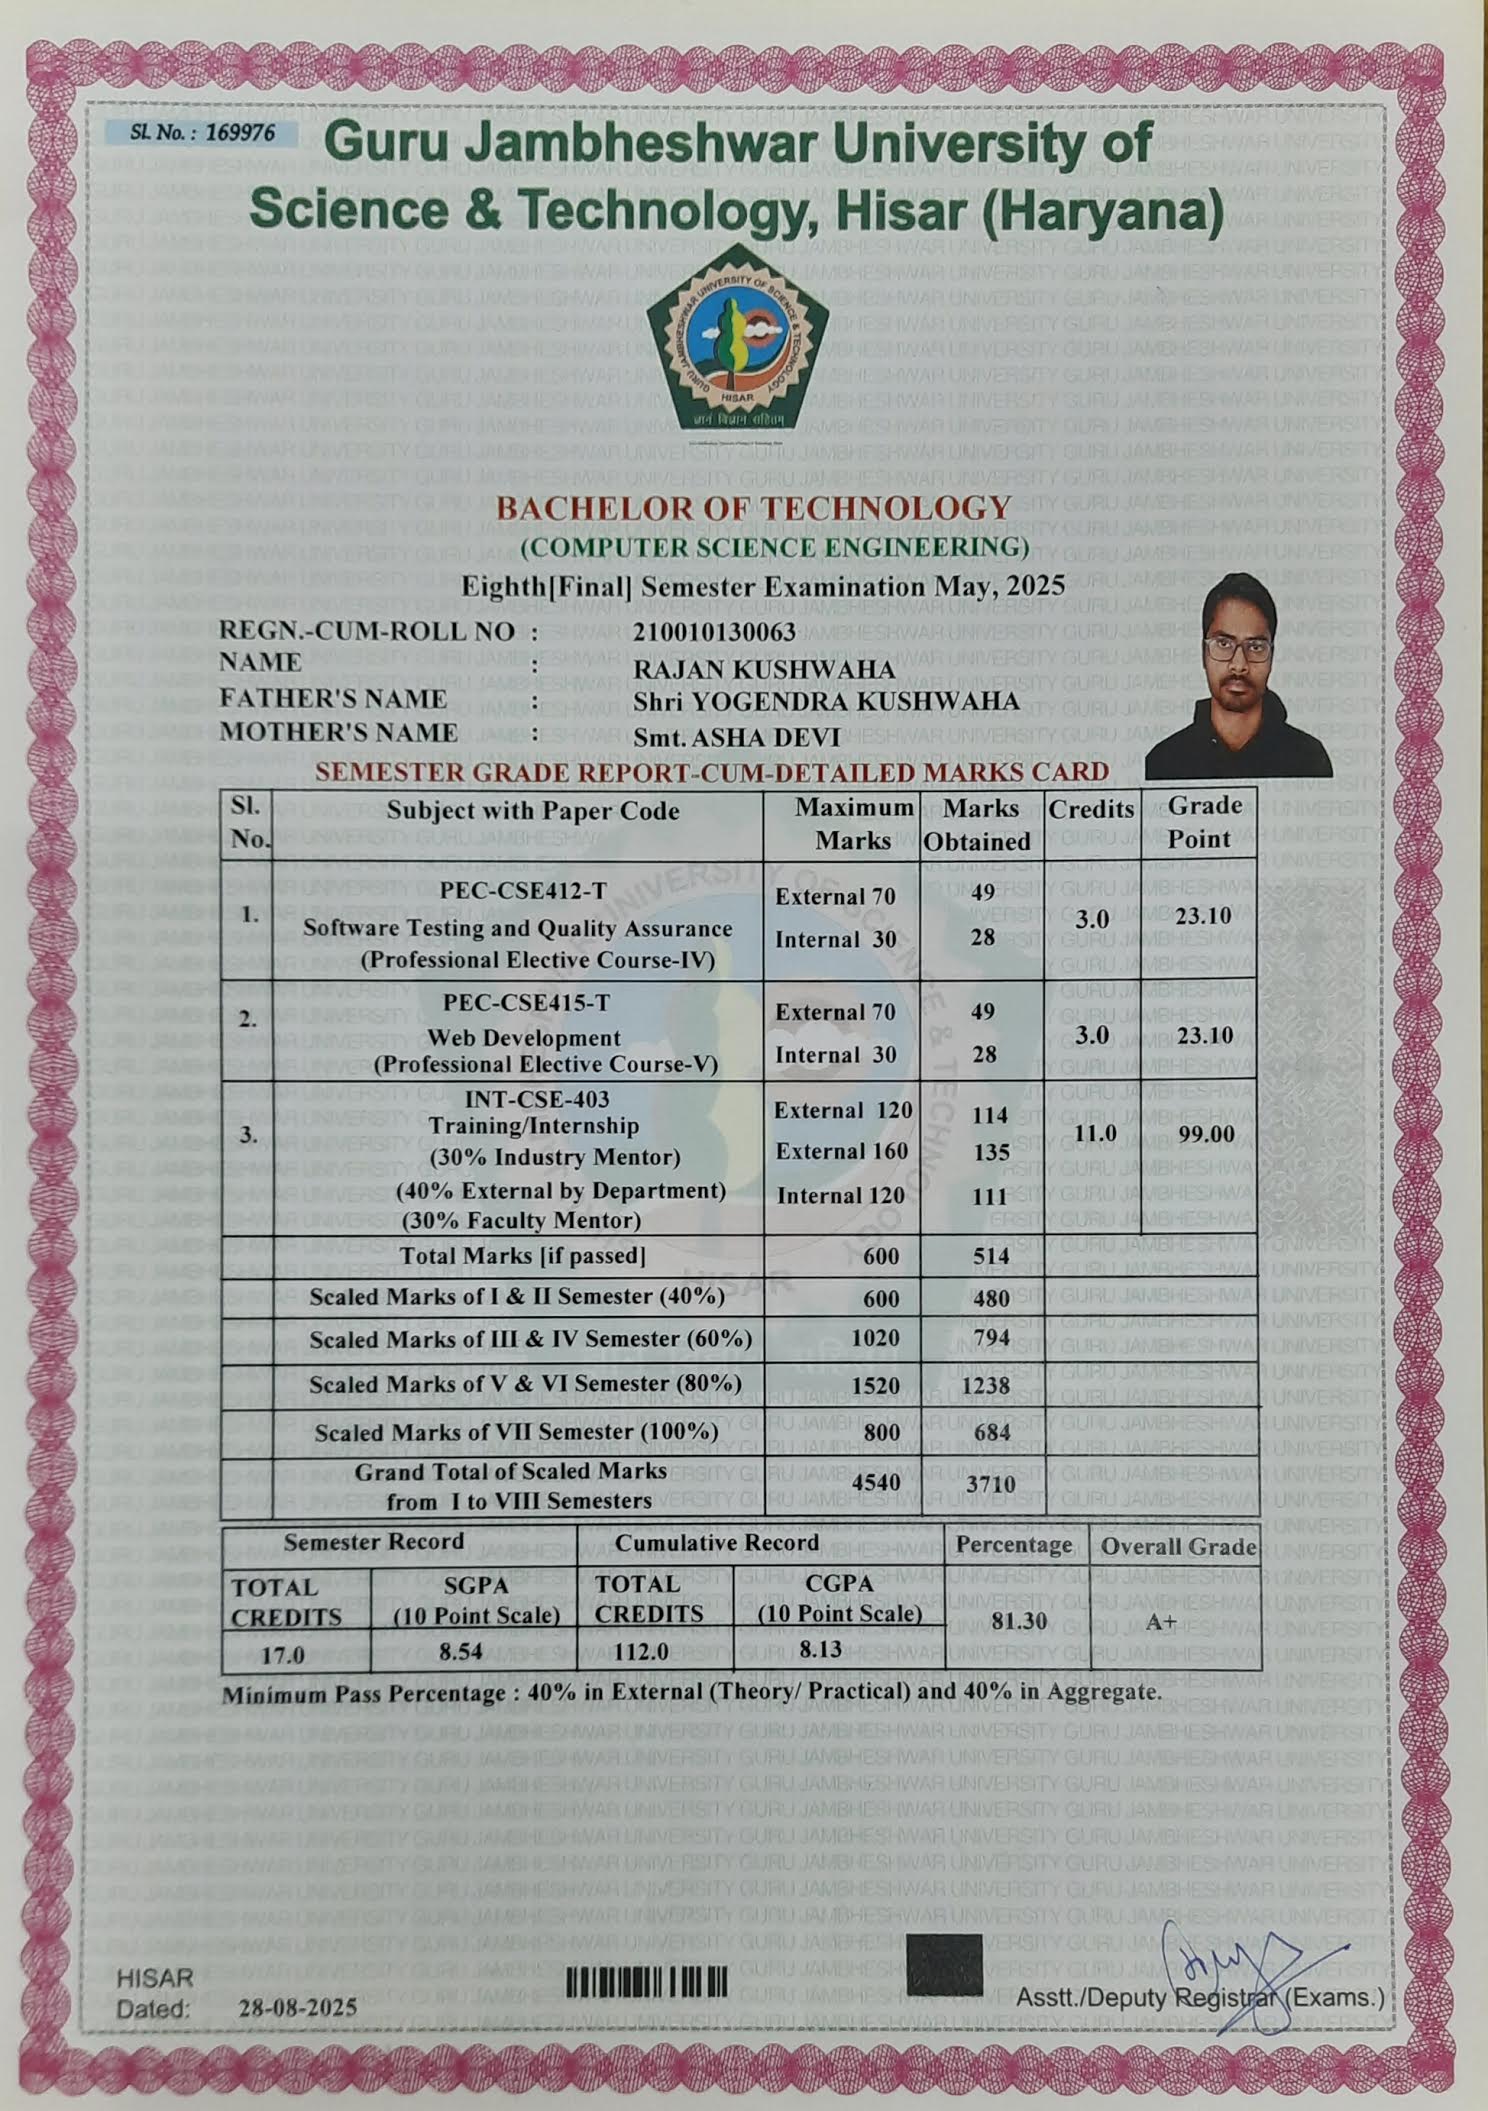 Sl. No. : 169976
Guru Jambheshwar University of
Science & Technology, Hisar (Haryana)
GURU JAMBHESHWAR UNIVERSITY OF SCIENCE & TECHNOLOGY
HISAR
BACHELOR OF TECHNOLOGY
(COMPUTER SCIENCE ENGINEERING)
Eighth[Final] Semester Examination May, 2025
REGN.-CUM-ROLL NO : 210010130063
NAME : RAJAN KUSHWAHA
FATHER'S NAME : Shri YOGENDRA KUSHWAHA
MOTHER'S NAME : Smt. ASHA DEVI
SEMESTER GRADE REPORT-CUM-DETAILED MARKS CARD
Sl. No. Subject with Paper Code Maximum Marks Marks Obtained Credits Grade Point
1. PEC-CSE412-T External 70 49 3.0 23.10
Software Testing and Quality Assurance Internal 30 28
(Professional Elective Course-IV)
2. PEC-CSE415-T External 70 49 3.0 23.10
Web Development Internal 30 28
(Professional Elective Course-V)
3. INT-CSE-403 External 120 114 11.0 99.00
Training/Internship
(30% Industry Mentor) External 160 135
(40% External by Department) Internal 120 111
(30% Faculty Mentor)
Total Marks [if passed] 600 514
Scaled Marks of I & II Semester (40%) 600 480
Scaled Marks of III & IV Semester (60%) 1020 794
Scaled Marks of V & VI Semester (80%) 1520 1238
Scaled Marks of VII Semester (100%) 800 684
Grand Total of Scaled Marks
from I to VIII Semesters 4540 3710
Semester Record Cumulative Record Percentage Overall Grade
TOTAL CREDITS SGPA (10 Point Scale) TOTAL CREDITS CGPA (10 Point Scale) 81.30 A+
17.0 8.54 112.0 8.13
Minimum Pass Percentage : 40% in External (Theory/ Practical) and 40% in Aggregate.
HISAR
Dated: 28-08-2025
Asstt./Deputy Registrar (Exams.)